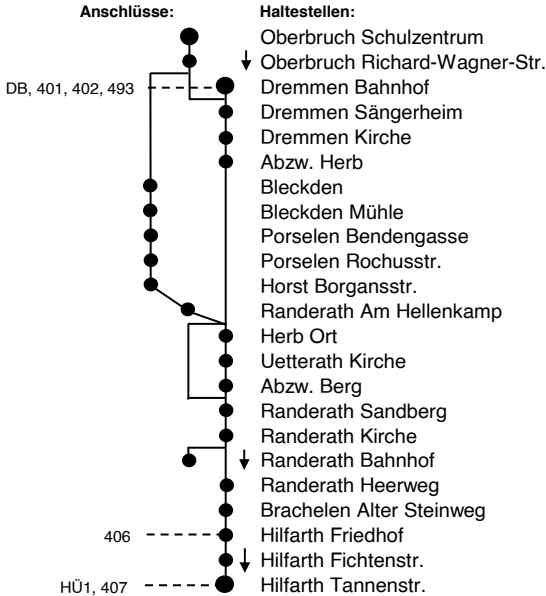 Anschlüsse: Haltestellen:
Oberbruch Schulzentrum
Oberbruch Richard-Wagner-Str.
DB, 401, 402, 493 Dremmen Bahnhof
Dremmen Sängerheim
Dremmen Kirche
Abzw. Herb
Bleckden
Bleckden Mühle
Porselen Bendengasse
Porselen Rochusstr.
Horst Borgansstr.
Randerath Am Hellenkamp
Herb Ort
Uetterath Kirche
Abzw. Berg
Randerath Sandberg
Randerath Kirche
Randerath Bahnhof
Randerath Heerweg
Brachelen Alter Steinweg
406 Hilfarth Friedhof
Hilfarth Fichtenstr.
HÜ1, 407 Hilfarth Tannenstr.